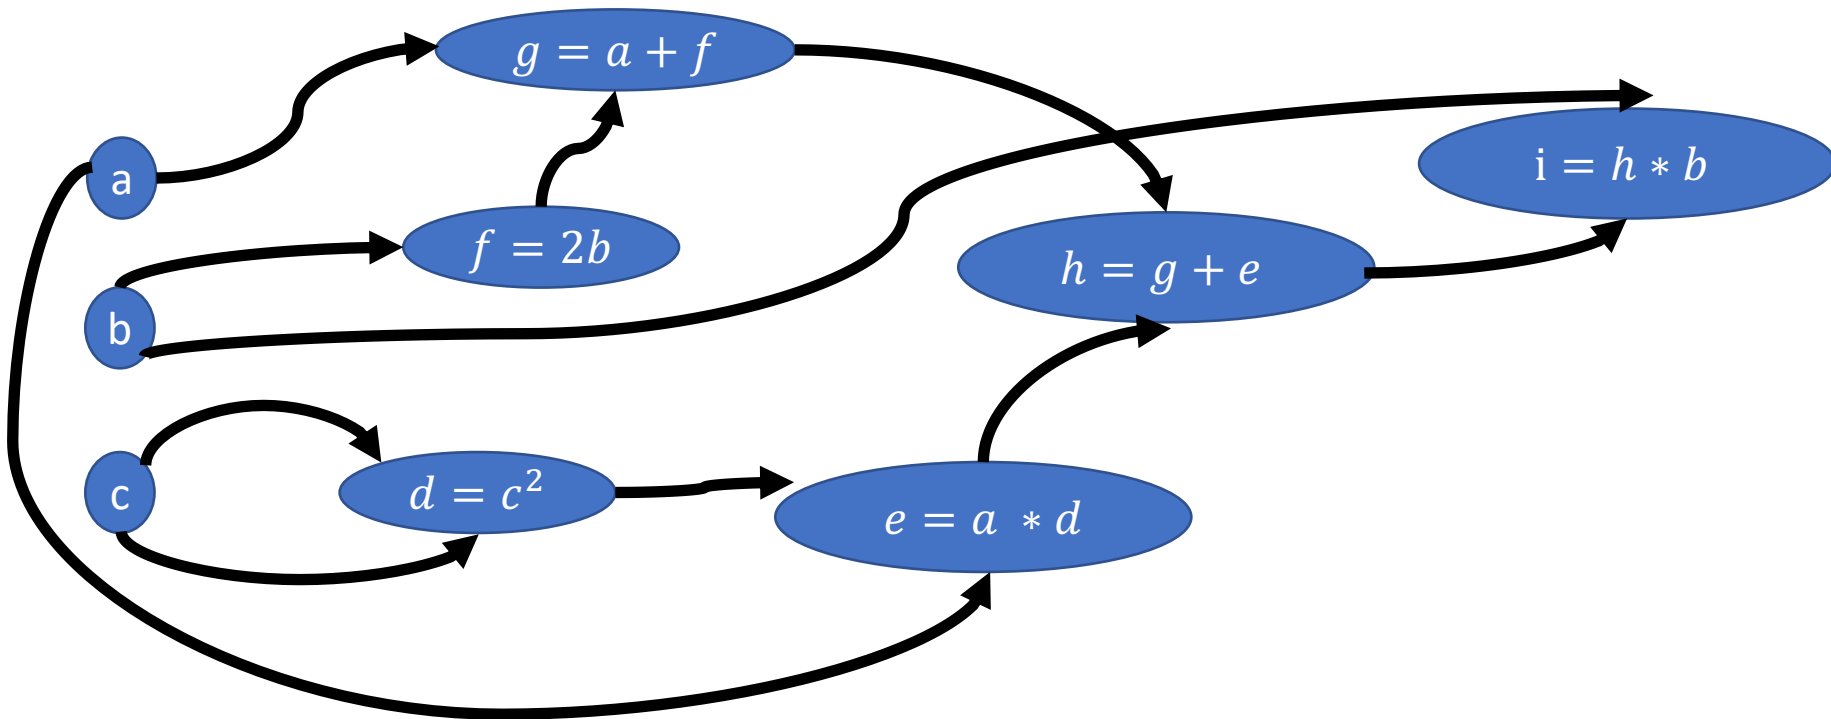 g = a + f
i = h ∗ b
a
f = 2b
h = g + e
b
c
d = c²
e = a ∗ d